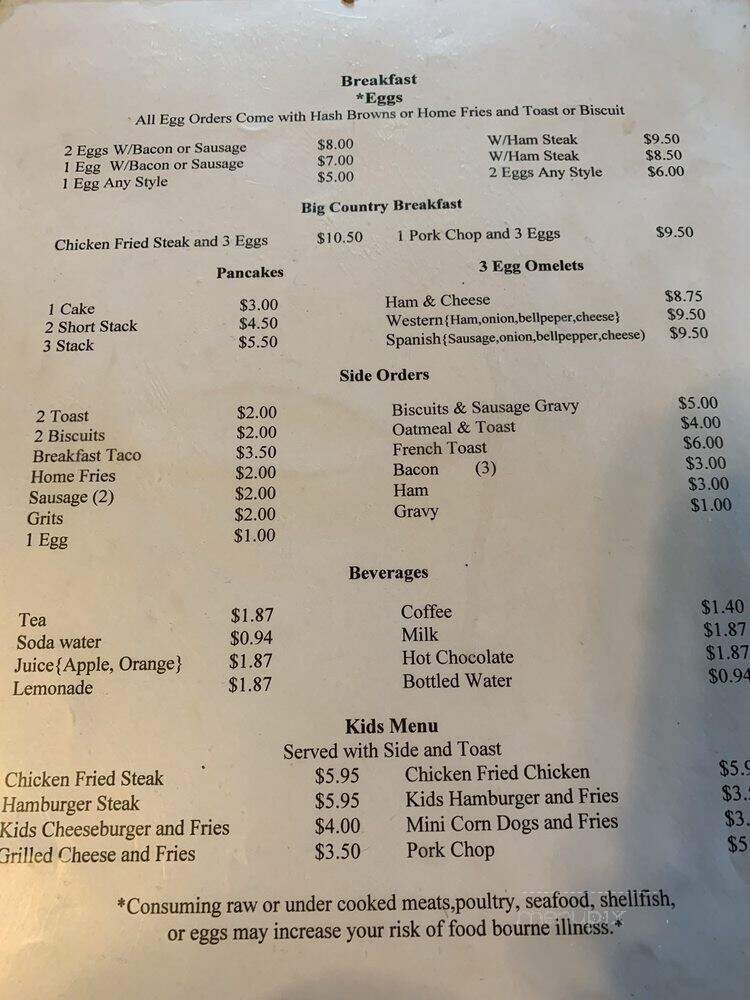 Breakfast
*Eggs
All Egg Orders Come with Hash Browns or Home Fries and Toast or Biscuit
2 Eggs W/Bacon or Sausage $8.00 W/Ham Steak $9.50
1 Egg W/Bacon or Sausage $7.00 W/Ham Steak $8.50
1 Egg Any Style $5.00 2 Eggs Any Style $6.00
Big Country Breakfast
Chicken Fried Steak and 3 Eggs $10.50 1 Pork Chop and 3 Eggs $9.50
Pancakes 3 Egg Omelets
1 Cake $3.00 Ham & Cheese $8.75
2 Short Stack $4.50 Western{Ham,onion,bellpeper,cheese} $9.50
3 Stack $5.50 Spanish{Sausage,onion,bellpepper,cheese) $9.50
Side Orders
2 Toast $2.00 Biscuits & Sausage Gravy $5.00
2 Biscuits $2.00 Oatmeal & Toast $4.00
Breakfast Taco $3.50 French Toast $6.00
Home Fries $2.00 Bacon (3) $3.00
Sausage (2) $2.00 Ham $3.00
Grits $2.00 Gravy $1.00
1 Egg $1.00
Beverages
Tea $1.87 Coffee $1.40
Soda water $0.94 Milk $1.87
Juice{Apple, Orange} $1.87 Hot Chocolate $1.87
Lemonade $1.87 Bottled Water $0.94
Kids Menu
Served with Side and Toast
Chicken Fried Steak $5.95 Chicken Fried Chicken
Hamburger Steak $5.95 Kids Hamburger and Fries
Kids Cheeseburger and Fries $4.00 Mini Corn Dogs and Fries
Grilled Cheese and Fries $3.50 Pork Chop
*Consuming raw or under cooked meats,poultry, seafood, shellfish,
or eggs may increase your risk of food bourne illness.*